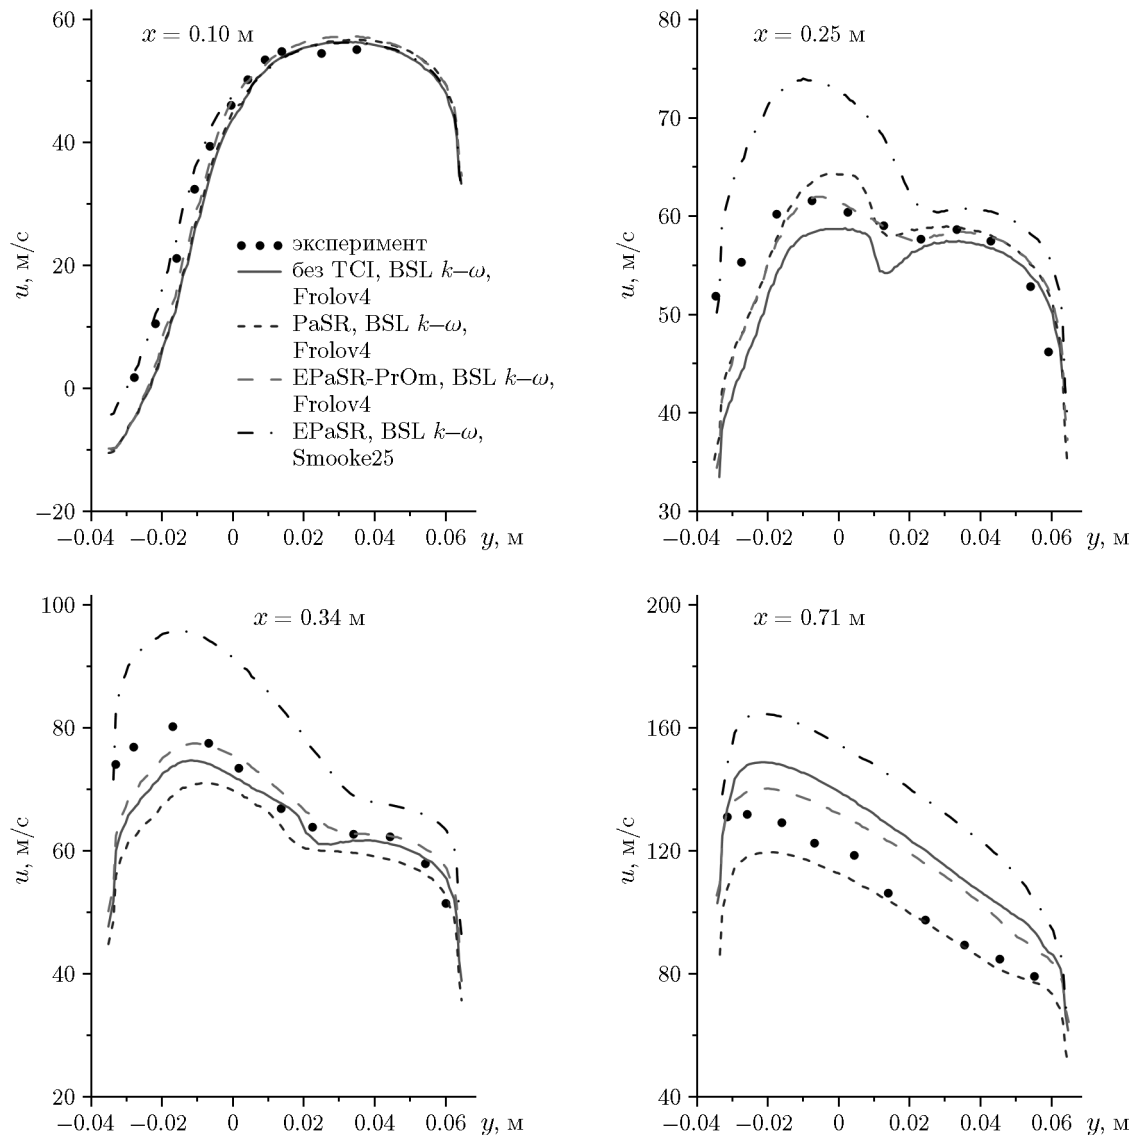 x = 0.10 м
u, м/с
60
40
20
0
−20
−0.04 −0.02 0 0.02 0.04 0.06 y, м
эксперимент
без TCI, BSL k–ω,
Frolov4
PaSR, BSL k–ω,
Frolov4
EPaSR-PrOm, BSL k–ω,
Frolov4
EPaSR, BSL k–ω,
Smooke25
x = 0.25 м
u, м/с
80
70
60
50
40
30
−0.04 −0.02 0 0.02 0.04 0.06 y, м
x = 0.34 м
u, м/с
100
80
60
40
20
−0.04 −0.02 0 0.02 0.04 0.06 y, м
x = 0.71 м
u, м/с
200
160
120
80
40
−0.04 −0.02 0 0.02 0.04 0.06 y, м